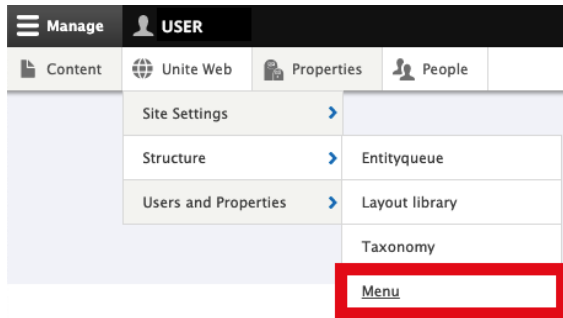 Manage USER
Content Unite Web Properties People
Site Settings
Structure Entityqueue
Users and Properties Layout library
Taxonomy
Menu